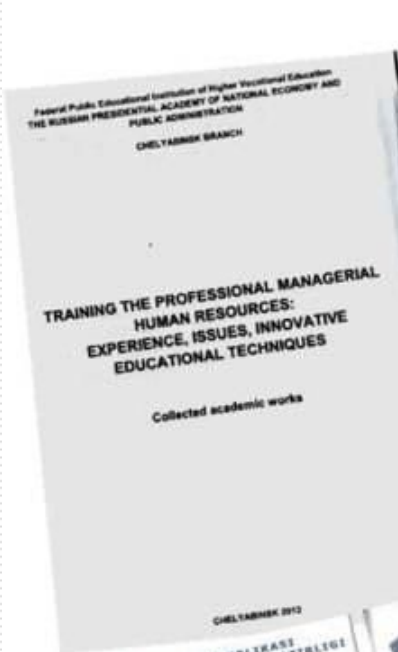 Federal Public Educational Institution of Higher Vocational Education
THE RUSSIAN PRESIDENTIAL ACADEMY OF NATIONAL ECONOMY AND
PUBLIC ADMINISTRATION
CHELYABINSK BRANCH
TRAINING THE PROFESSIONAL MANAGERIAL
HUMAN RESOURCES:
EXPERIENCE, ISSUES, INNOVATIVE
EDUCATIONAL TECHNIQUES
Collected academic works
CHELYABINSK 2012